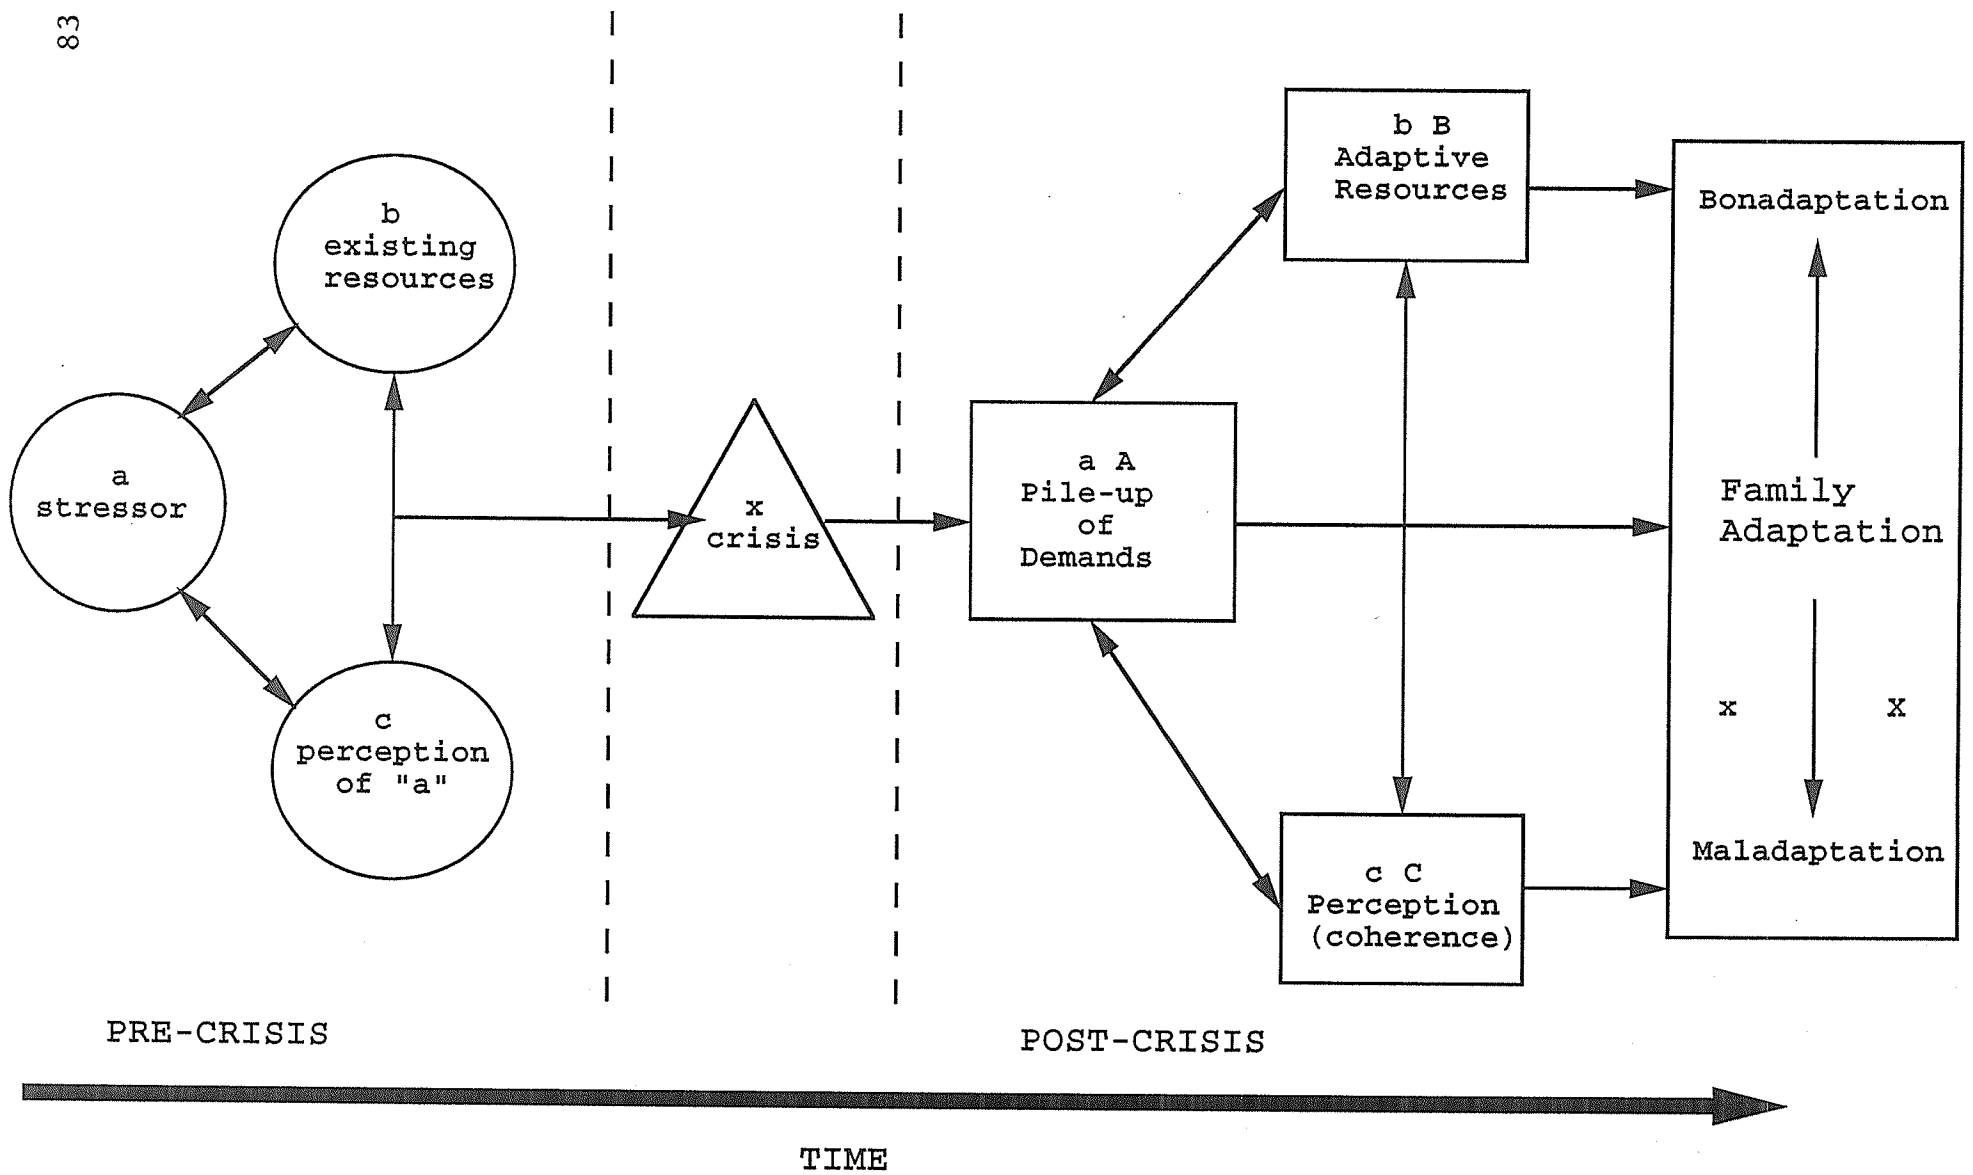 83
b
existing
resources
a
stressor
c
perception
of "a"
x
crisis
b B
Adaptive
Resources
a A
Pile-up
of
Demands
c C
Perception
(coherence)
Bonadaptation
Family
Adaptation
x X
Maladaptation
PRE-CRISIS
POST-CRISIS
TIME